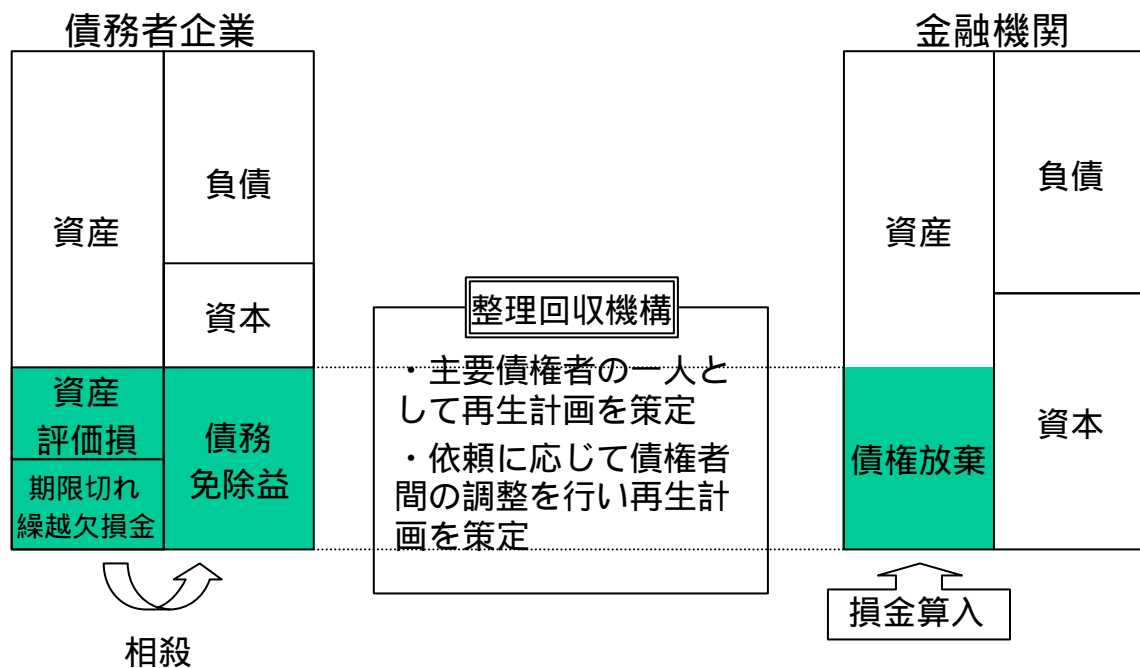 債務者企業
資産
負債
資本
資産
評価損
期限切れ
繰越欠損金
債務
免除益
相殺
整理回収機構
・主要債権者の一人と
して再生計画を策定
・依頼に応じて債権者
間の調整を行い再生計
画を策定
金融機関
資産
負債
資本
債権放棄
損金算入